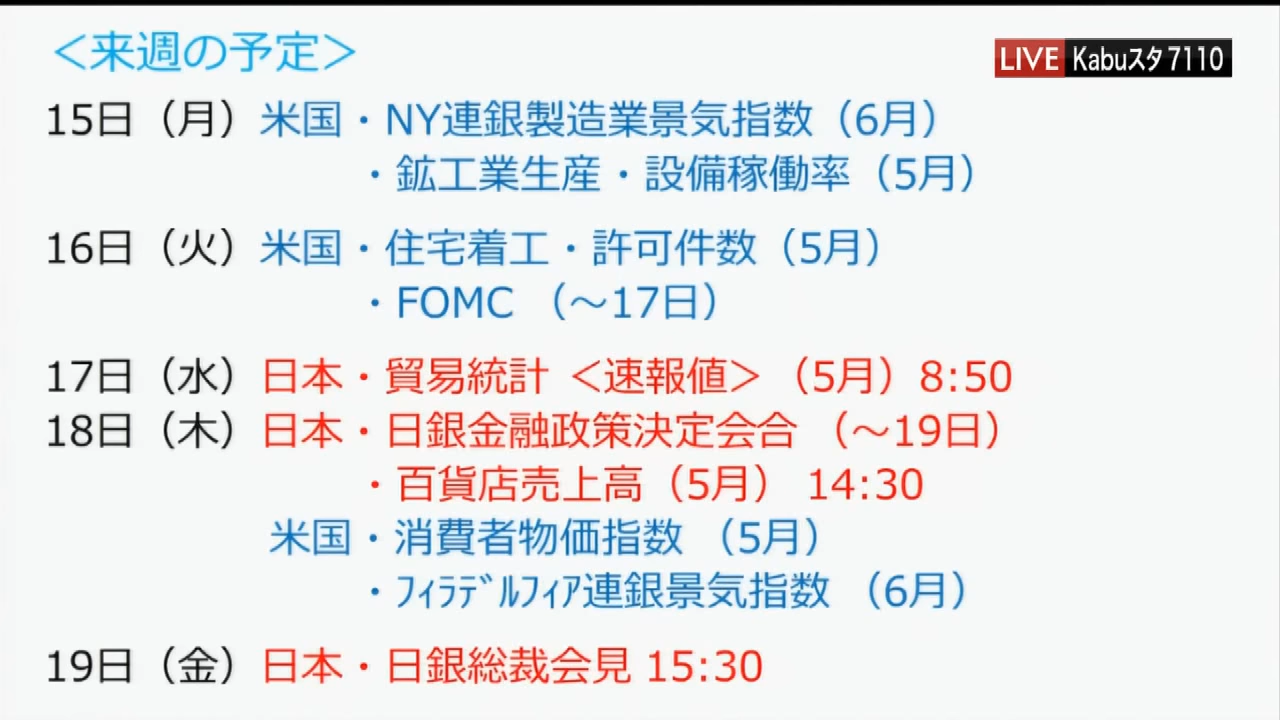 ＜来週の予定＞
LIVE Kabuスタ7110
15日（月）米国・NY連銀製造業景気指数（6月）
・鉱工業生産・設備稼働率（5月）
16日（火）米国・住宅着工・許可件数（5月）
・FOMC （～17日）
17日（水）日本・貿易統計 ＜速報値＞（5月）8:50
18日（木）日本・日銀金融政策決定会合 （～19日）
・百貨店売上高（5月） 14:30
米国・消費者物価指数 （5月）
・ﾌｨﾗﾃﾞﾙﾌｨｱ連銀景気指数 （6月）
19日（金）日本・日銀総裁会見 15:30